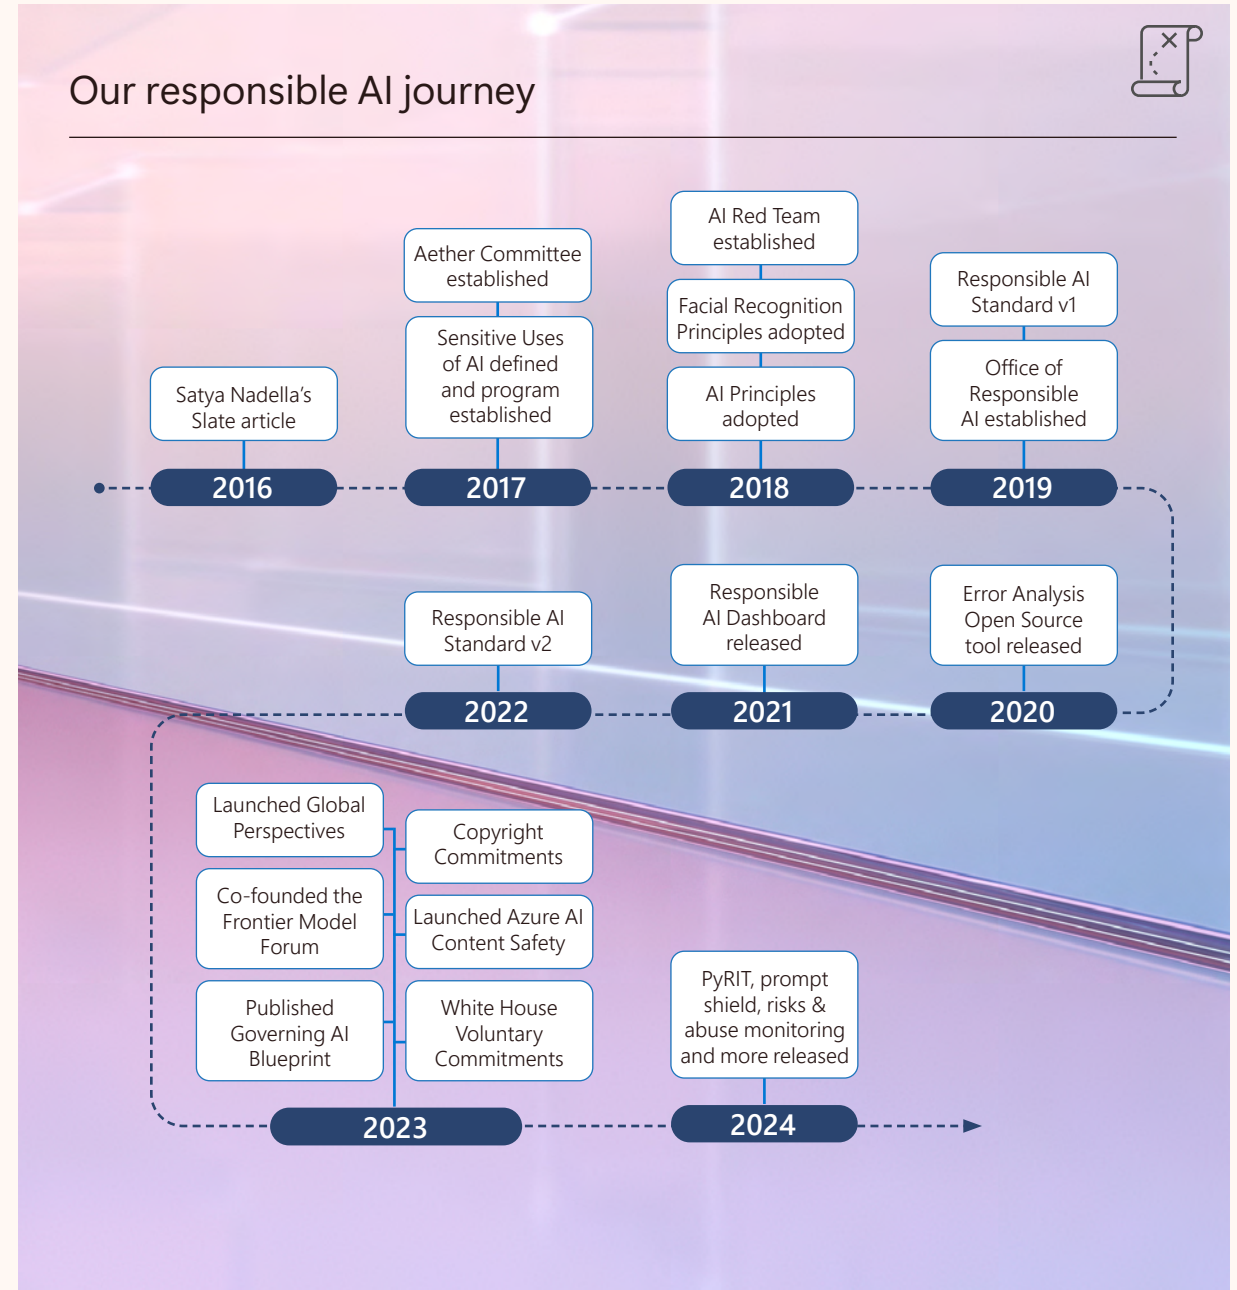 Our responsible AI journey
Satya Nadella’s
Slate article
2016
Aether Committee
established
Sensitive Uses
of AI defined
and program
established
2017
AI Red Team
established
Facial Recognition
Principles adopted
AI Principles
adopted
2018
Responsible AI
Standard v1
Office of
Responsible
AI established
2019
Error Analysis
Open Source
tool released
2020
Responsible
AI Dashboard
released
2021
Responsible AI
Standard v2
2022
Launched Global
Perspectives
Co-founded the
Frontier Model
Forum
Published
Governing AI
Blueprint
Copyright
Commitments
Launched Azure AI
Content Safety
White House
Voluntary
Commitments
2023
PyRIT, prompt
shield, risks &
abuse monitoring
and more released
2024